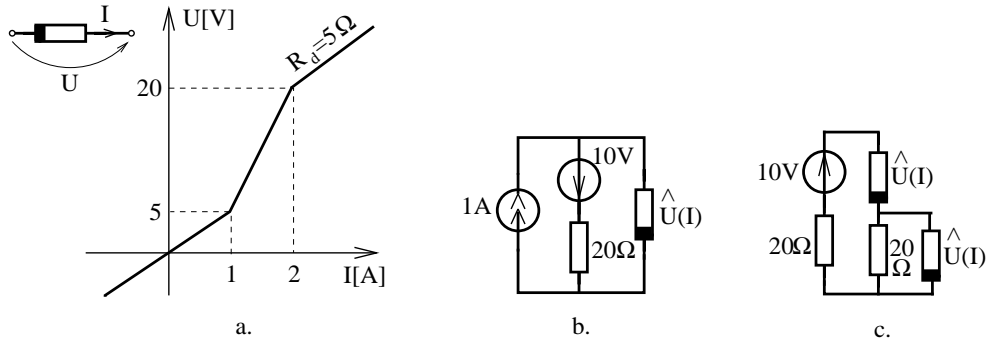 I
U
U[V]
R_d=5Ω
20
5
1
2
I[A]
a.
1A
10V
20Ω
^
U(I)
b.
10V
20Ω
^
U(I)
20
Ω
^
U(I)
c.